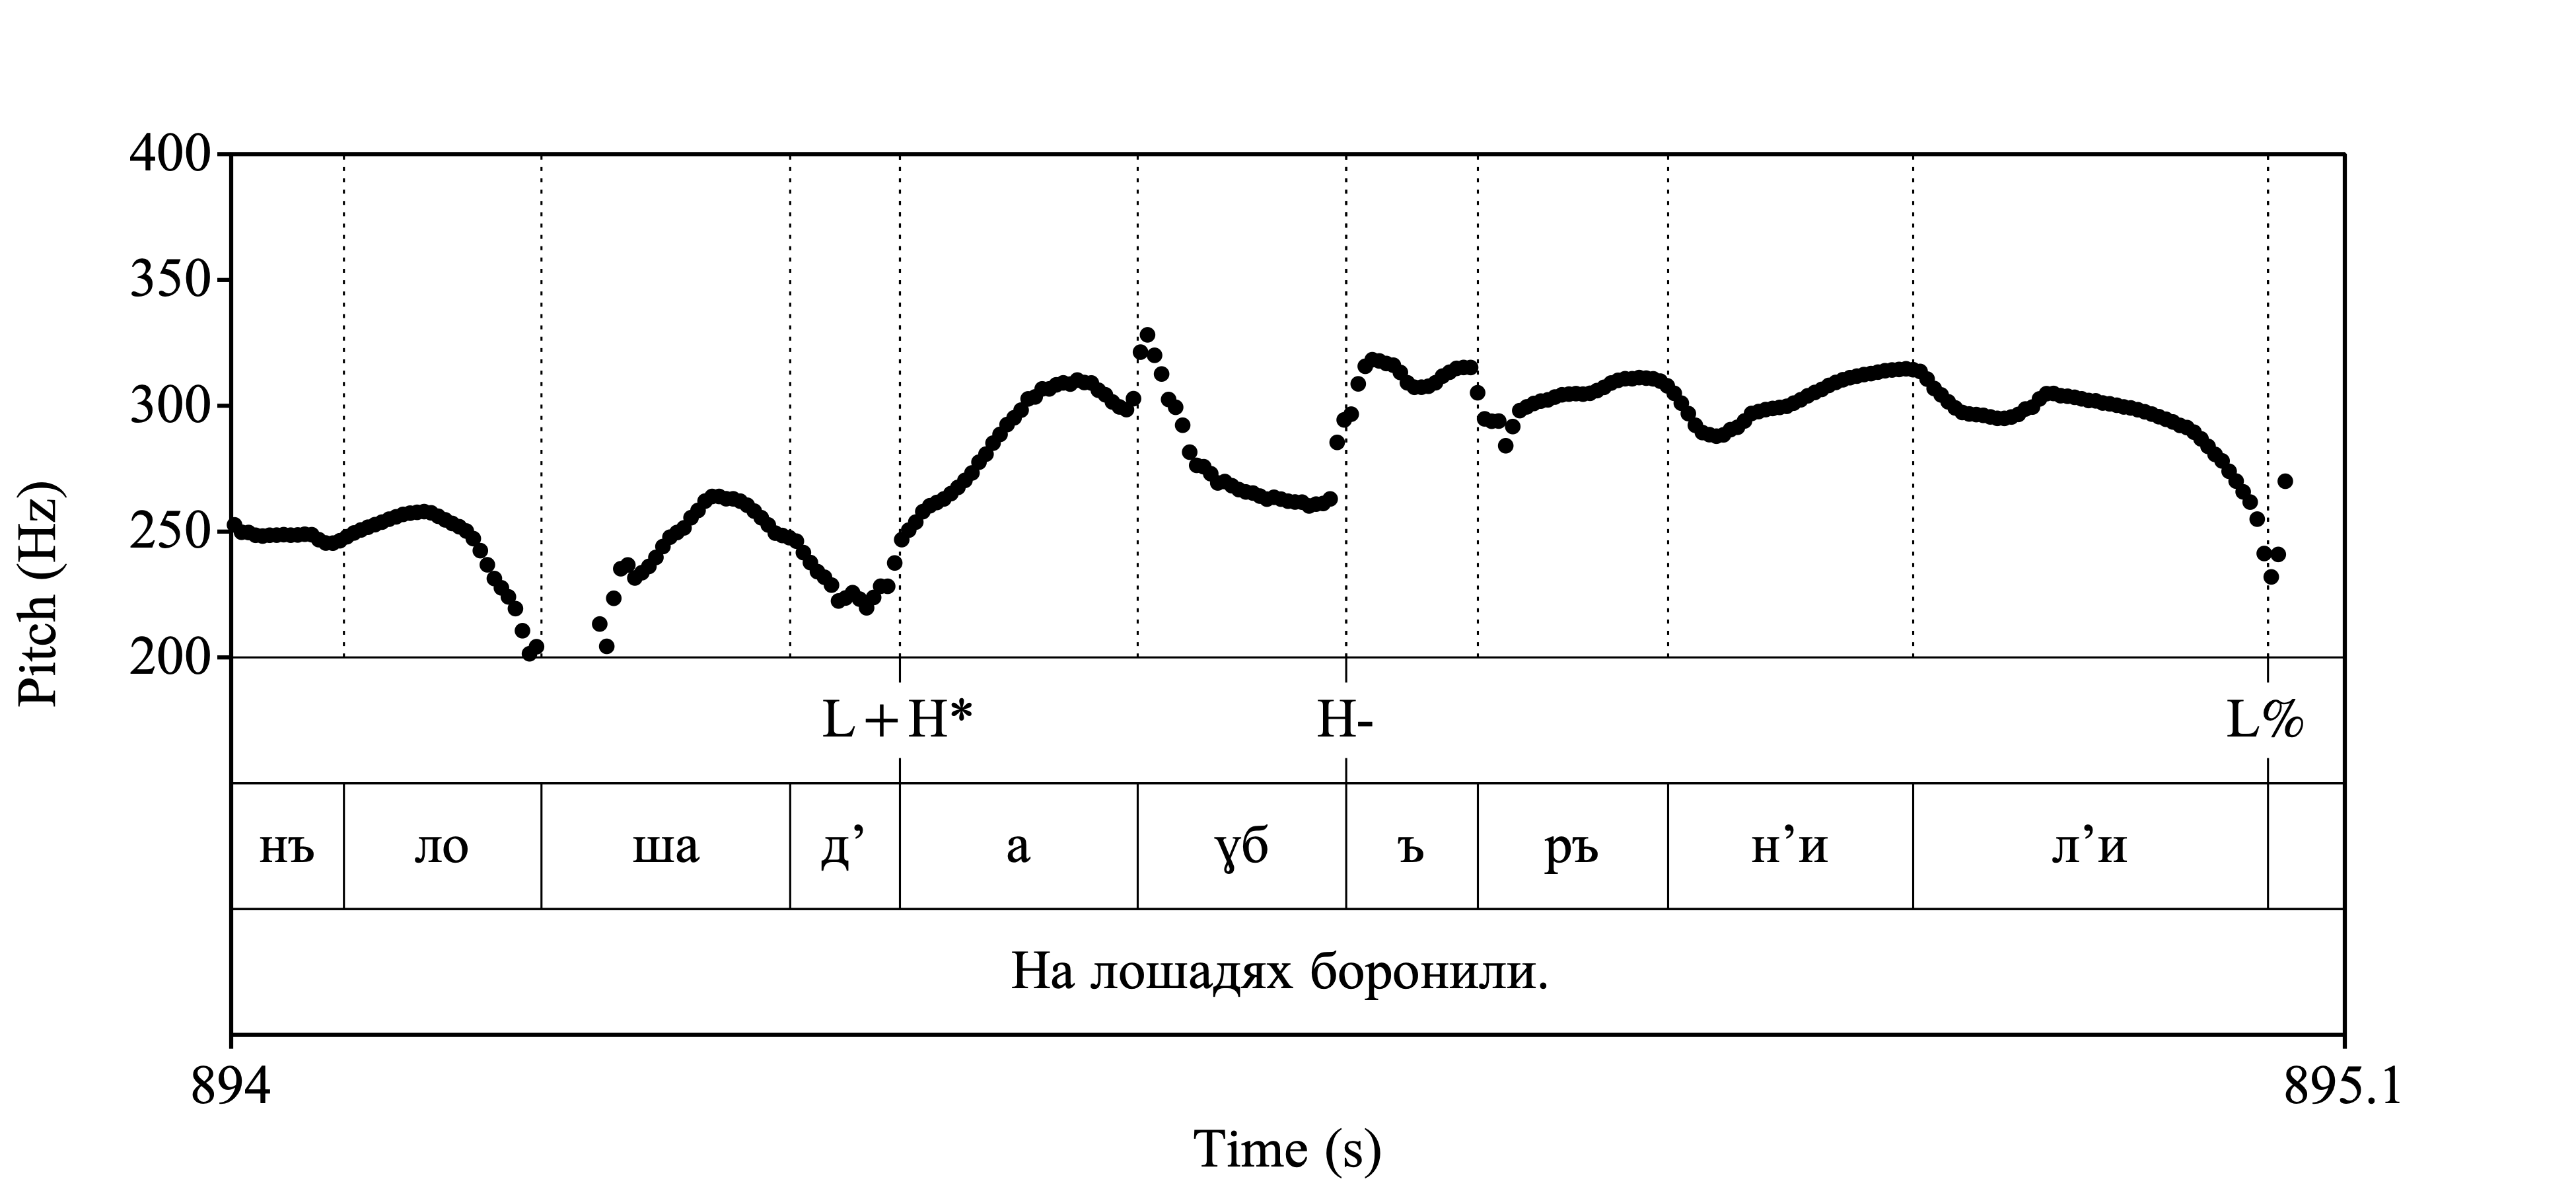 400
350
300
250
200
Pitch (Hz)
L+H* H- L%
нъ ло ша д’ а ɣб ъ ръ н’и л’и
На лошадях боронили.
894 895.1
Time (s)